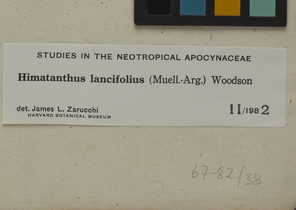 STUDIES IN THE NEOTROPICAL APOCYNACEAE
Himatanthus lancifolius (Muell.-Arg.) Woodson
det. James L. Zarucchi 11/1982
HARVARD BOTANICAL MUSEUM
67-82/38